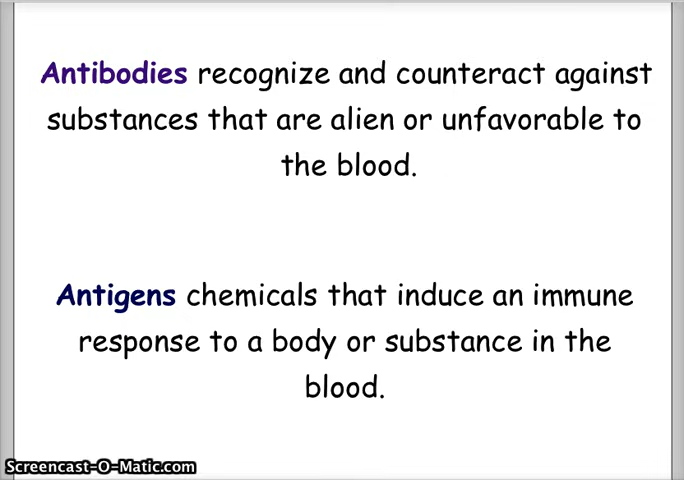 Antibodies recognize and counteract against
substances that are alien or unfavorable to
the blood.
Antigens chemicals that induce an immune
response to a body or substance in the
blood.
Screencast-O-Matic.com